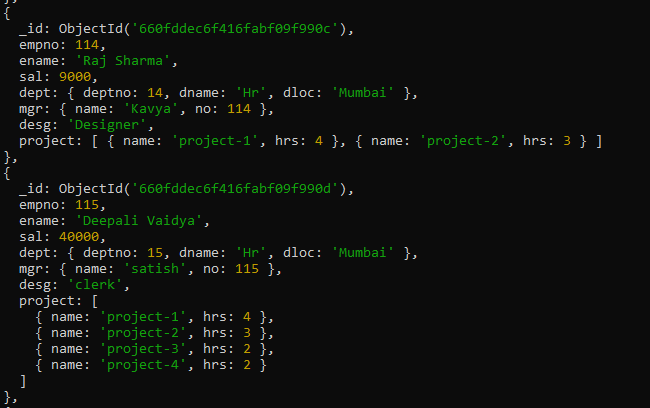 {
  _id: ObjectId('660fddec6f416fabf09f990c'),
  empno: 114,
  ename: 'Raj Sharma',
  sal: 9000,
  dept: { deptno: 14, dname: 'Hr', dloc: 'Mumbai' },
  mgr: { name: 'Kavya', no: 114 },
  desg: 'Designer',
  project: [ { name: 'project-1', hrs: 4 }, { name: 'project-2', hrs: 3 } ]
},
{
  _id: ObjectId('660fddec6f416fabf09f990d'),
  empno: 115,
  ename: 'Deepali Vaidya',
  sal: 40000,
  dept: { deptno: 15, dname: 'Hr', dloc: 'Mumbai' },
  mgr: { name: 'satish', no: 115 },
  desg: 'clerk',
  project: [
    { name: 'project-1', hrs: 4 },
    { name: 'project-2', hrs: 3 },
    { name: 'project-3', hrs: 2 },
    { name: 'project-4', hrs: 2 }
  ]
},